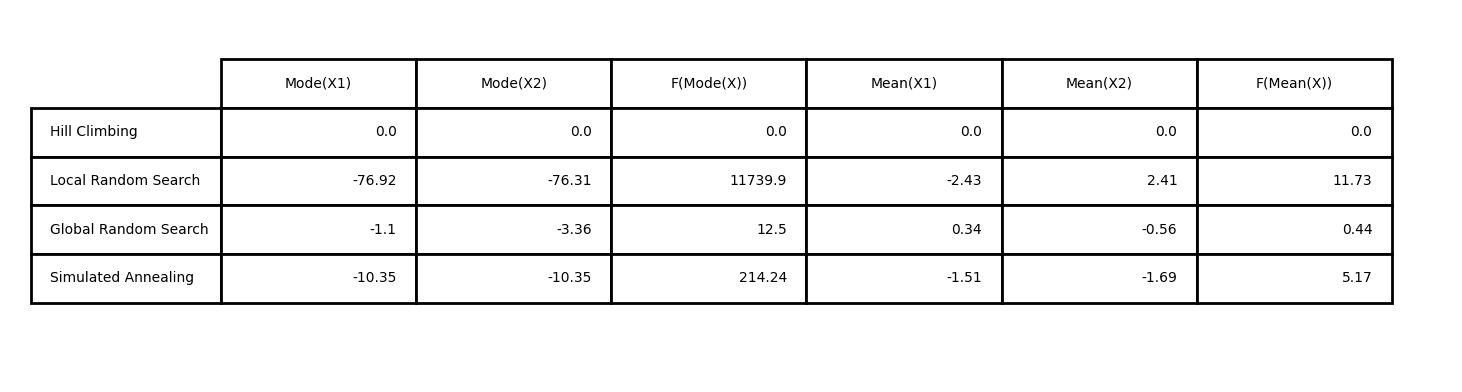 Mode(X1) Mode(X2) F(Mode(X)) Mean(X1) Mean(X2) F(Mean(X))
Hill Climbing 0.0 0.0 0.0 0.0 0.0 0.0
Local Random Search -76.92 -76.31 11739.9 -2.43 2.41 11.73
Global Random Search -1.1 -3.36 12.5 0.34 -0.56 0.44
Simulated Annealing -10.35 -10.35 214.24 -1.51 -1.69 5.17